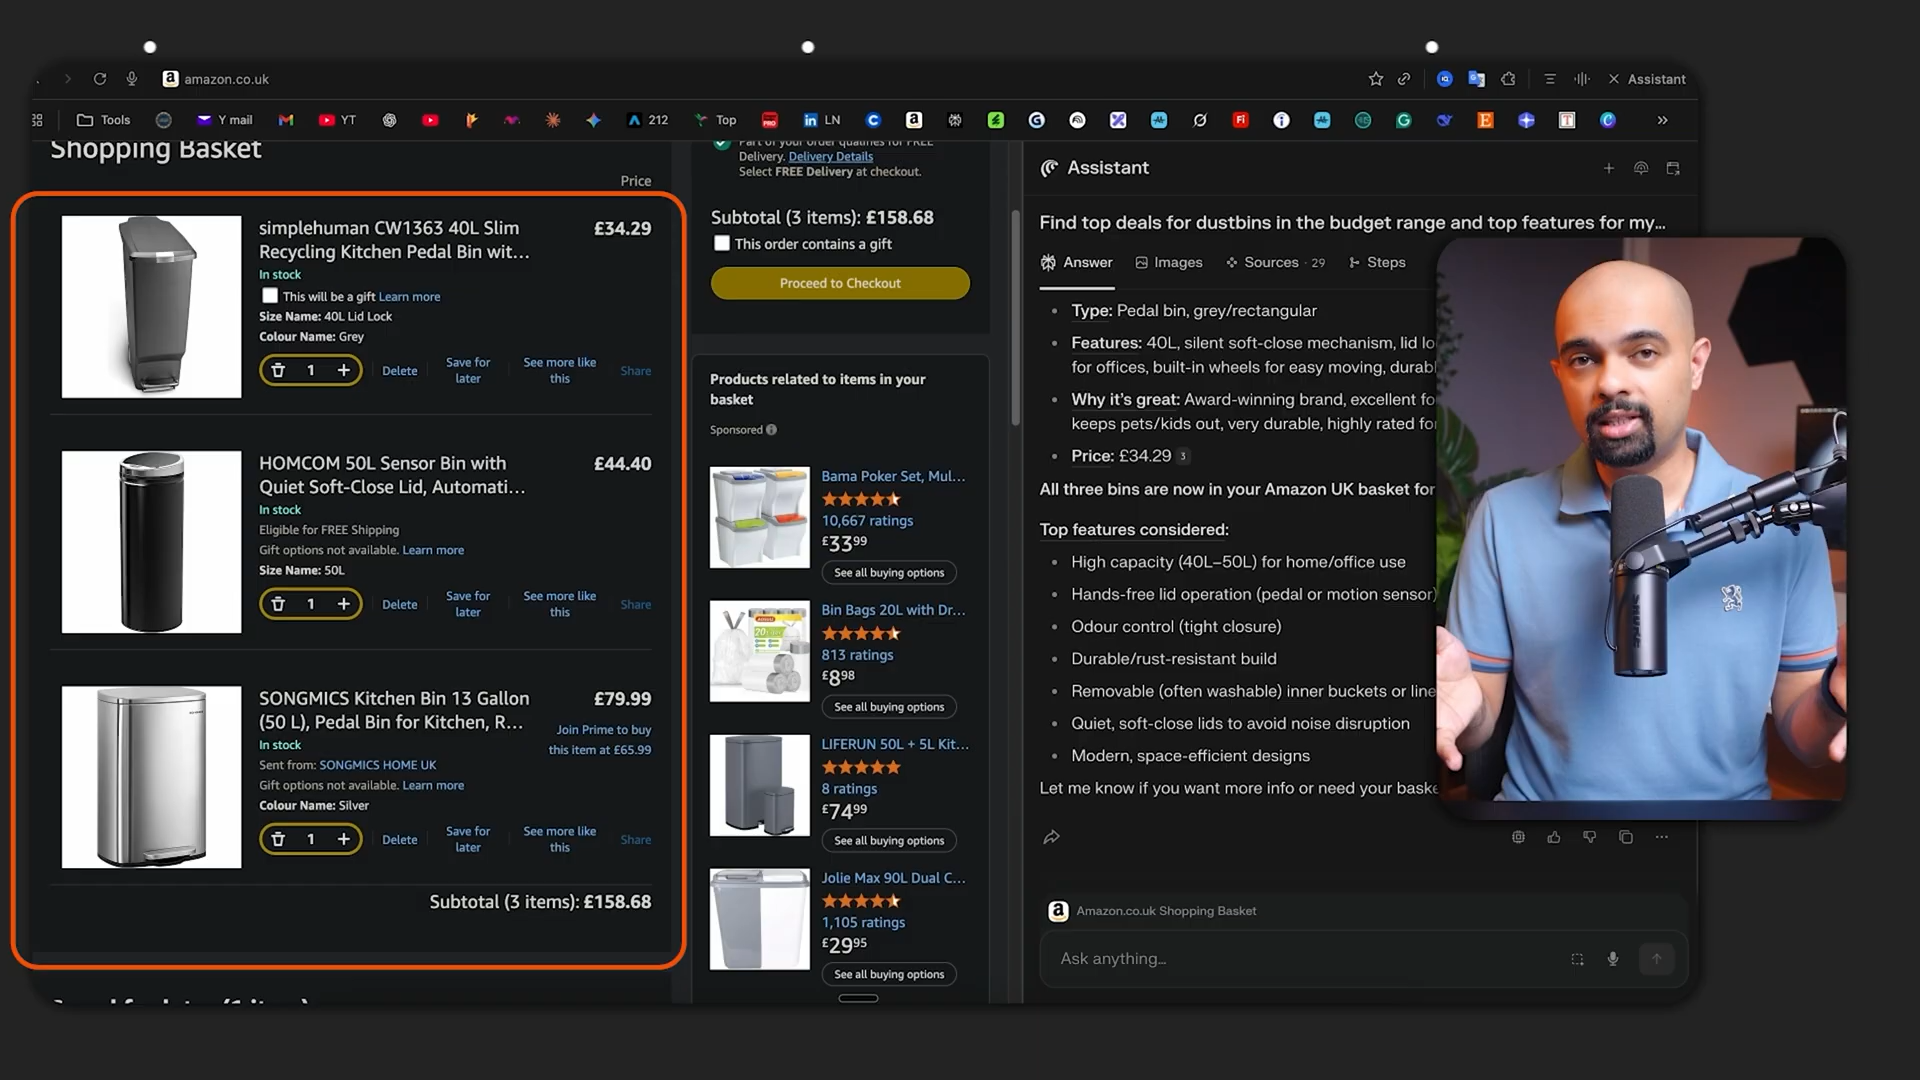 amazon.co.uk
Assistant
Tools
Y mail
YT
212
Top
LN
Shopping Basket
Price
simplehuman CW1363 40L Slim
Recycling Kitchen Pedal Bin wit...
£34.29
In stock
This will be a gift Learn more
Size Name: 40L Lid Lock
Colour Name: Grey
1
Delete
Save for
later
See more like
this
Share
HOMCOM 50L Sensor Bin with
Quiet Soft-Close Lid, Automati...
£44.40
In stock
Eligible for FREE Shipping
Gift options not available. Learn more
Size Name: 50L
1
Delete
Save for
later
See more like
this
Share
SONGMICS Kitchen Bin 13 Gallon
(50 L), Pedal Bin for Kitchen, R...
£79.99
Join Prime to buy
this item at £65.99
In stock
Sent from: SONGMICS HOME UK
Gift options not available. Learn more
Colour Name: Silver
1
Delete
Save for
later
See more like
this
Share
Subtotal (3 items): £158.68
Part of your order qualifies for FREE
Delivery. Delivery Details
Select FREE Delivery at checkout.
Subtotal (3 items): £158.68
This order contains a gift
Proceed to Checkout
Products related to items in your
basket
Sponsored
Bama Poker Set, Mul...
10,667 ratings
£33.99
See all buying options
Bin Bags 20L with Dr...
813 ratings
£8.98
See all buying options
LIFERUN 50L + 5L Kit...
8 ratings
£74.99
See all buying options
Jolie Max 90L Dual C...
1,105 ratings
£29.95
See all buying options
Assistant
Find top deals for dustbins in the budget range and top features for my...
Answer
Images
Sources · 29
Steps
Type: Pedal bin, grey/rectangular
Features: 40L, silent soft-close mechanism, lid lo
for offices, built-in wheels for easy moving, durabl
Why it's great: Award-winning brand, excellent fo
keeps pets/kids out, very durable, highly rated for
Price: £34.29 3
All three bins are now in your Amazon UK basket for
Top features considered:
High capacity (40L–50L) for home/office use
Hands-free lid operation (pedal or motion sensor)
Odour control (tight closure)
Durable/rust-resistant build
Removable (often washable) inner buckets or line
Quiet, soft-close lids to avoid noise disruption
Modern, space-efficient designs
Let me know if you want more info or need your baske
Amazon.co.uk Shopping Basket
Ask anything...
SHURE